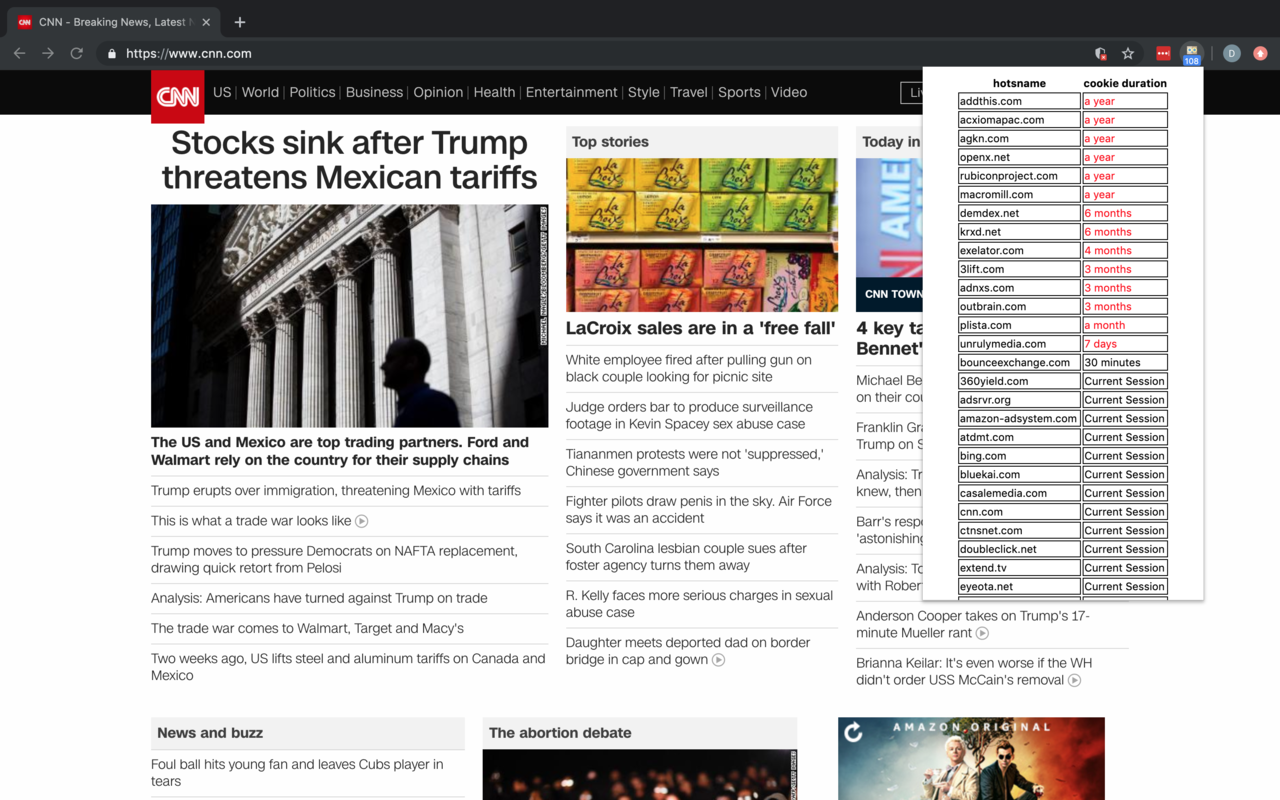 CNN
CNN - Breaking News, Latest N
https://www.cnn.com
108
D
CNN
US
World
Politics
Business
Opinion
Health
Entertainment
Style
Travel
Sports
Video
Stocks sink after Trump
threatens Mexican tariffs
MICHAEL NAGLE/BLOOMBERG/GETTY IMAGES
The US and Mexico are top trading partners. Ford and
Walmart rely on the country for their supply chains
Trump erupts over immigration, threatening Mexico with tariffs
This is what a trade war looks like
Trump moves to pressure Democrats on NAFTA replacement,
drawing quick retort from Pelosi
Analysis: Americans have turned against Trump on trade
The trade war comes to Walmart, Target and Macy's
Two weeks ago, US lifts steel and aluminum tariffs on Canada and
Mexico
Top stories
LaCroix sales are in a 'free fall'
White employee fired after pulling gun on
black couple looking for picnic site
Judge orders bar to produce surveillance
footage in Kevin Spacey sex abuse case
Tiananmen protests were not 'suppressed,'
Chinese government says
Fighter pilots draw penis in the sky. Air Force
says it was an accident
South Carolina lesbian couple sues after
foster agency turns them away
R. Kelly faces more serious charges in sexual
abuse case
Daughter meets deported dad on border
bridge in cap and gown
Today in
CNN TOWN
4 key ta
Bennet'
Michael Be
on their cou
Franklin Gra
Trump on S
Analysis: Tr
knew, then
Barr's resp
'astonishing
Analysis: To
with Rober
Anderson Cooper takes on Trump's 17-
minute Mueller rant
Brianna Keilar: It's even worse if the WH
didn't order USS McCain's removal
hotsname cookie duration
addthis.com a year
acxiomapac.com a year
agkn.com a year
openx.net a year
rubiconproject.com a year
macromill.com a year
demdex.net 6 months
krxd.net 6 months
exelator.com 4 months
3lift.com 3 months
adnxs.com 3 months
outbrain.com 3 months
plista.com a month
unrulymedia.com 7 days
bounceexchange.com 30 minutes
360yield.com Current Session
adsrvr.org Current Session
amazon-adsystem.com Current Session
atdmt.com Current Session
bing.com Current Session
bluekai.com Current Session
casalemedia.com Current Session
cnn.com Current Session
ctnsnet.com Current Session
doubleclick.net Current Session
extend.tv Current Session
eyeota.net Current Session
News and buzz
Foul ball hits young fan and leaves Cubs player in
tears
The abortion debate
AMAZON ORIGINAL